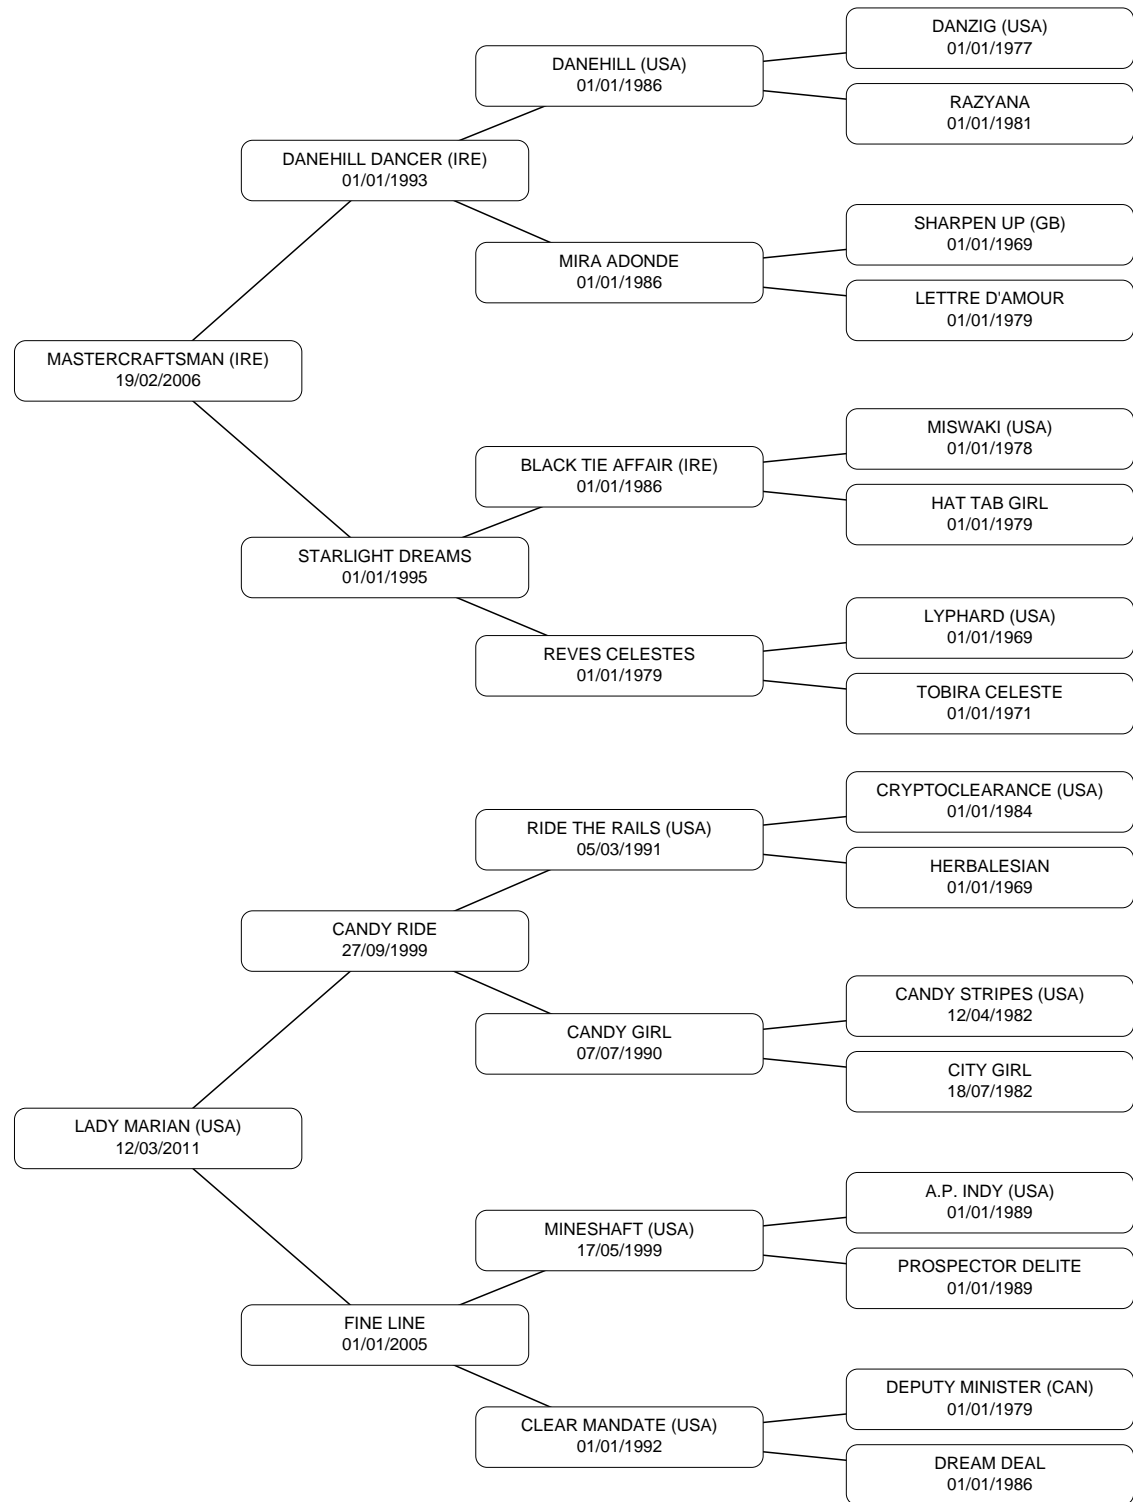 DANZIG (USA)
01/01/1977
DANEHILL (USA)
01/01/1986
RAZYANA
01/01/1981
DANEHILL DANCER (IRE)
01/01/1993
SHARPEN UP (GB)
01/01/1969
MIRA ADONDE
01/01/1986
LETTRE D'AMOUR
01/01/1979
MASTERCRAFTSMAN (IRE)
19/02/2006
MISWAKI (USA)
01/01/1978
BLACK TIE AFFAIR (IRE)
01/01/1986
HAT TAB GIRL
01/01/1979
STARLIGHT DREAMS
01/01/1995
LYPHARD (USA)
01/01/1969
REVES CELESTES
01/01/1979
TOBIRA CELESTE
01/01/1971
CRYPTOCLEARANCE (USA)
01/01/1984
RIDE THE RAILS (USA)
05/03/1991
HERBALESIAN
01/01/1969
CANDY RIDE
27/09/1999
CANDY STRIPES (USA)
12/04/1982
CANDY GIRL
07/07/1990
CITY GIRL
18/07/1982
LADY MARIAN (USA)
12/03/2011
A.P. INDY (USA)
01/01/1989
MINESHAFT (USA)
17/05/1999
PROSPECTOR DELITE
01/01/1989
FINE LINE
01/01/2005
DEPUTY MINISTER (CAN)
01/01/1979
CLEAR MANDATE (USA)
01/01/1992
DREAM DEAL
01/01/1986